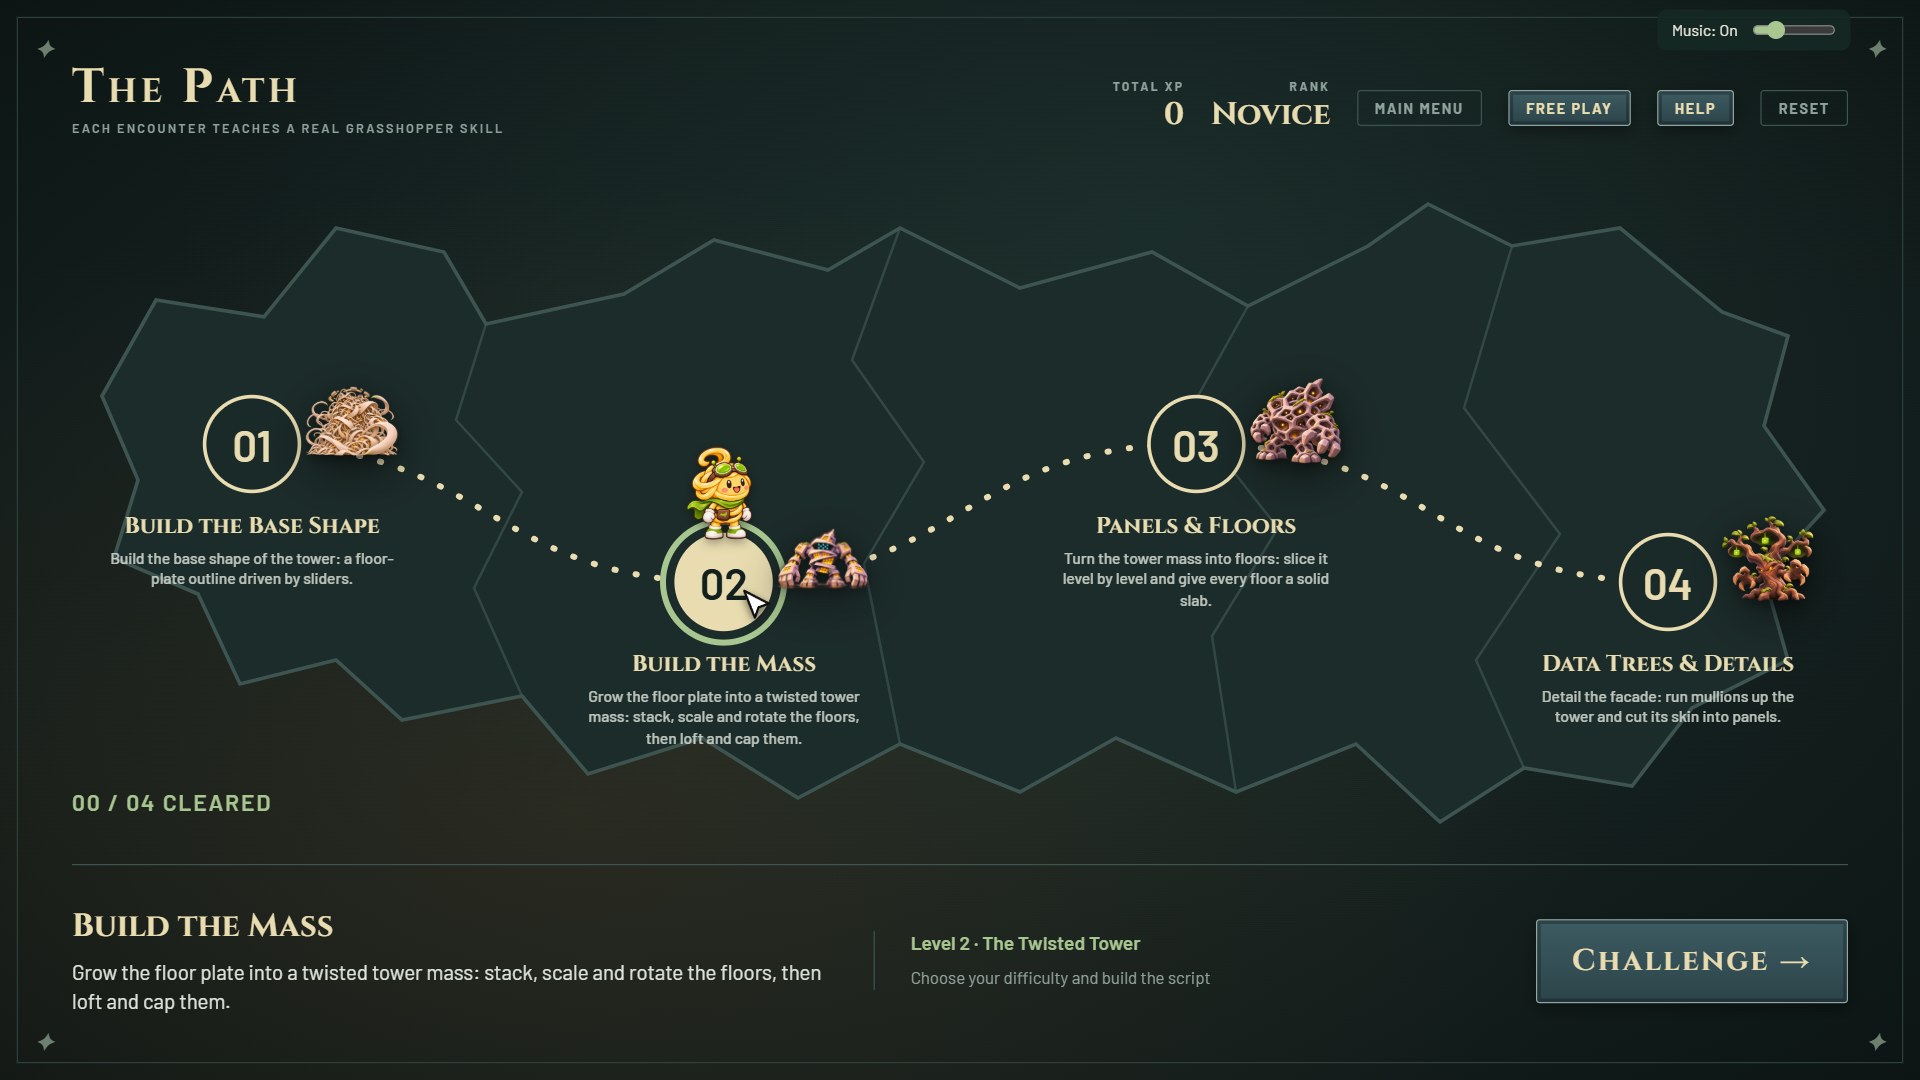 Music: On
The Path
EACH ENCOUNTER TEACHES A REAL GRASSHOPPER SKILL
TOTAL XP
0
RANK
Novice
MAIN MENU
FREE PLAY
HELP
RESET
01
Build the Base Shape
Build the base shape of the tower: a floor-
plate outline driven by sliders.
02
Build the Mass
Grow the floor plate into a twisted tower
mass: stack, scale and rotate the floors,
then loft and cap them.
03
Panels & Floors
Turn the tower mass into floors: slice it
level by level and give every floor a solid
slab.
04
Data Trees & Details
Detail the facade: run mullions up the
tower and cut its skin into panels.
00 / 04 CLEARED
Build the Mass
Grow the floor plate into a twisted tower mass: stack, scale and rotate the floors, then
loft and cap them.
Level 2 · The Twisted Tower
Choose your difficulty and build the script
Challenge →